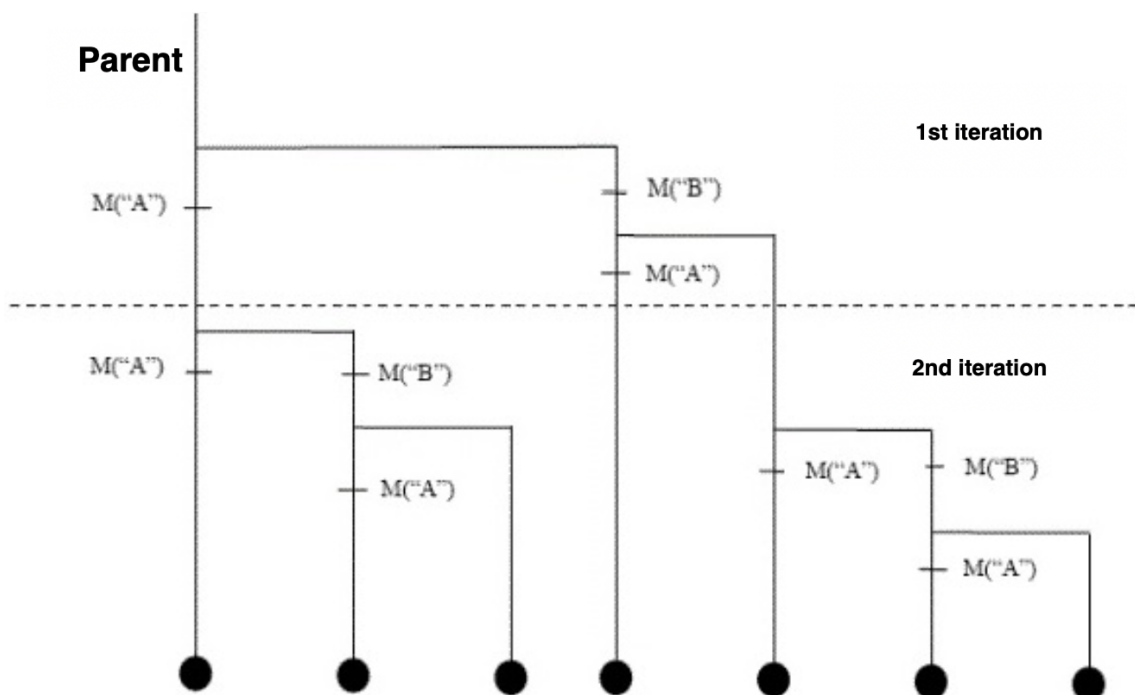 Parent
1st iteration
M(“B”)
M(“A”)
M(“A”)
M(“A”)
2nd iteration
M(“B”)
M(“A”)
M(“B”)
M(“A”)
M(“A”)